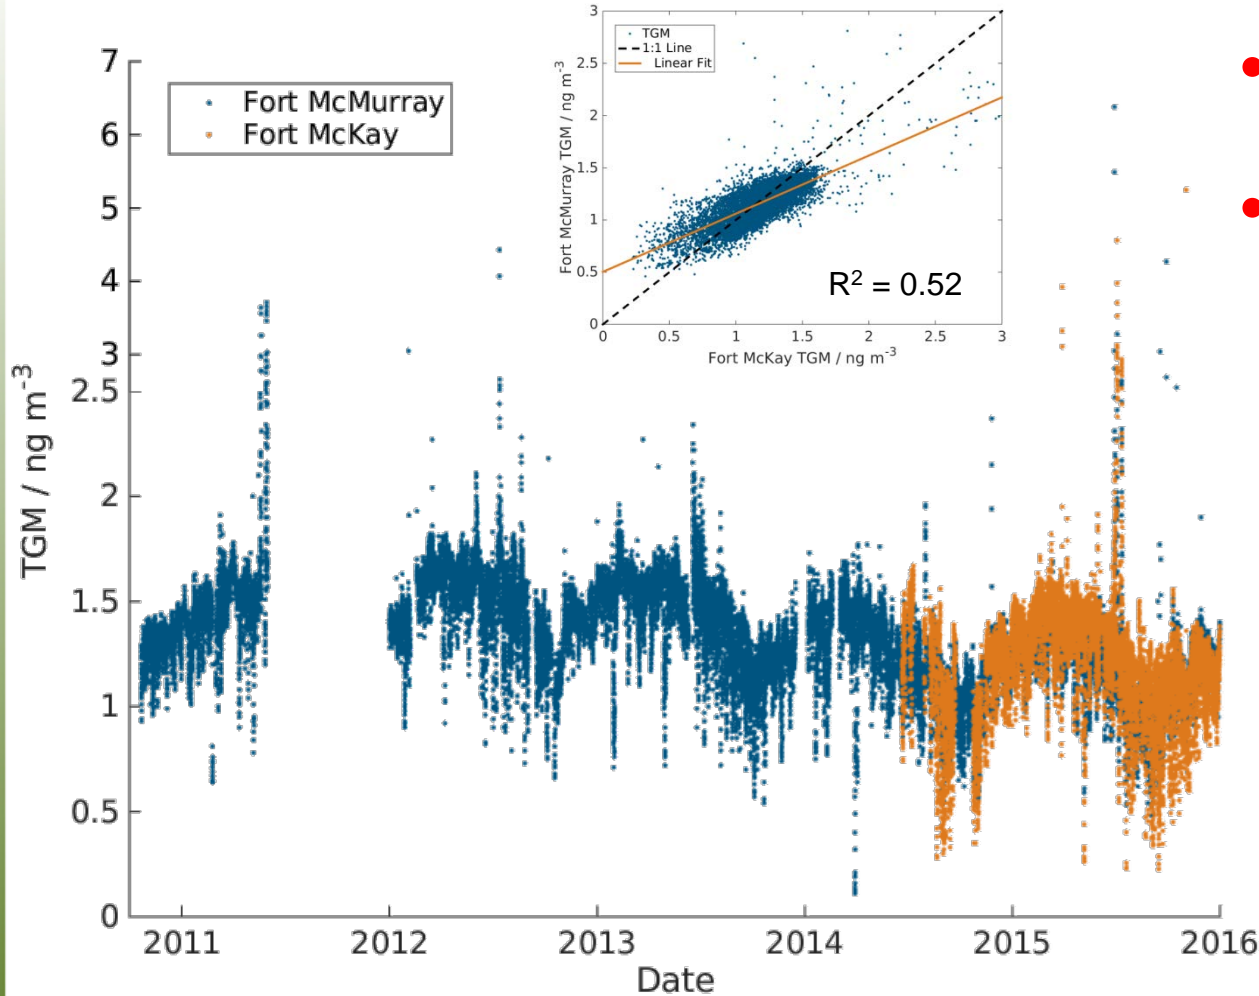 TGM
1:1 Line
Linear Fit
3
2.5
2
1.5
1
0.5
0
Fort McMurray TGM / ng m⁻³
R² = 0.52
0 0.5 1 1.5 2 2.5 3
Fort McKay TGM / ng m⁻³
Fort McMurray
Fort McKay
7
6
5
4
3
2.5
2
1.5
1
0.5
0
TGM / ng m⁻³
2011 2012 2013 2014 2015 2016
Date